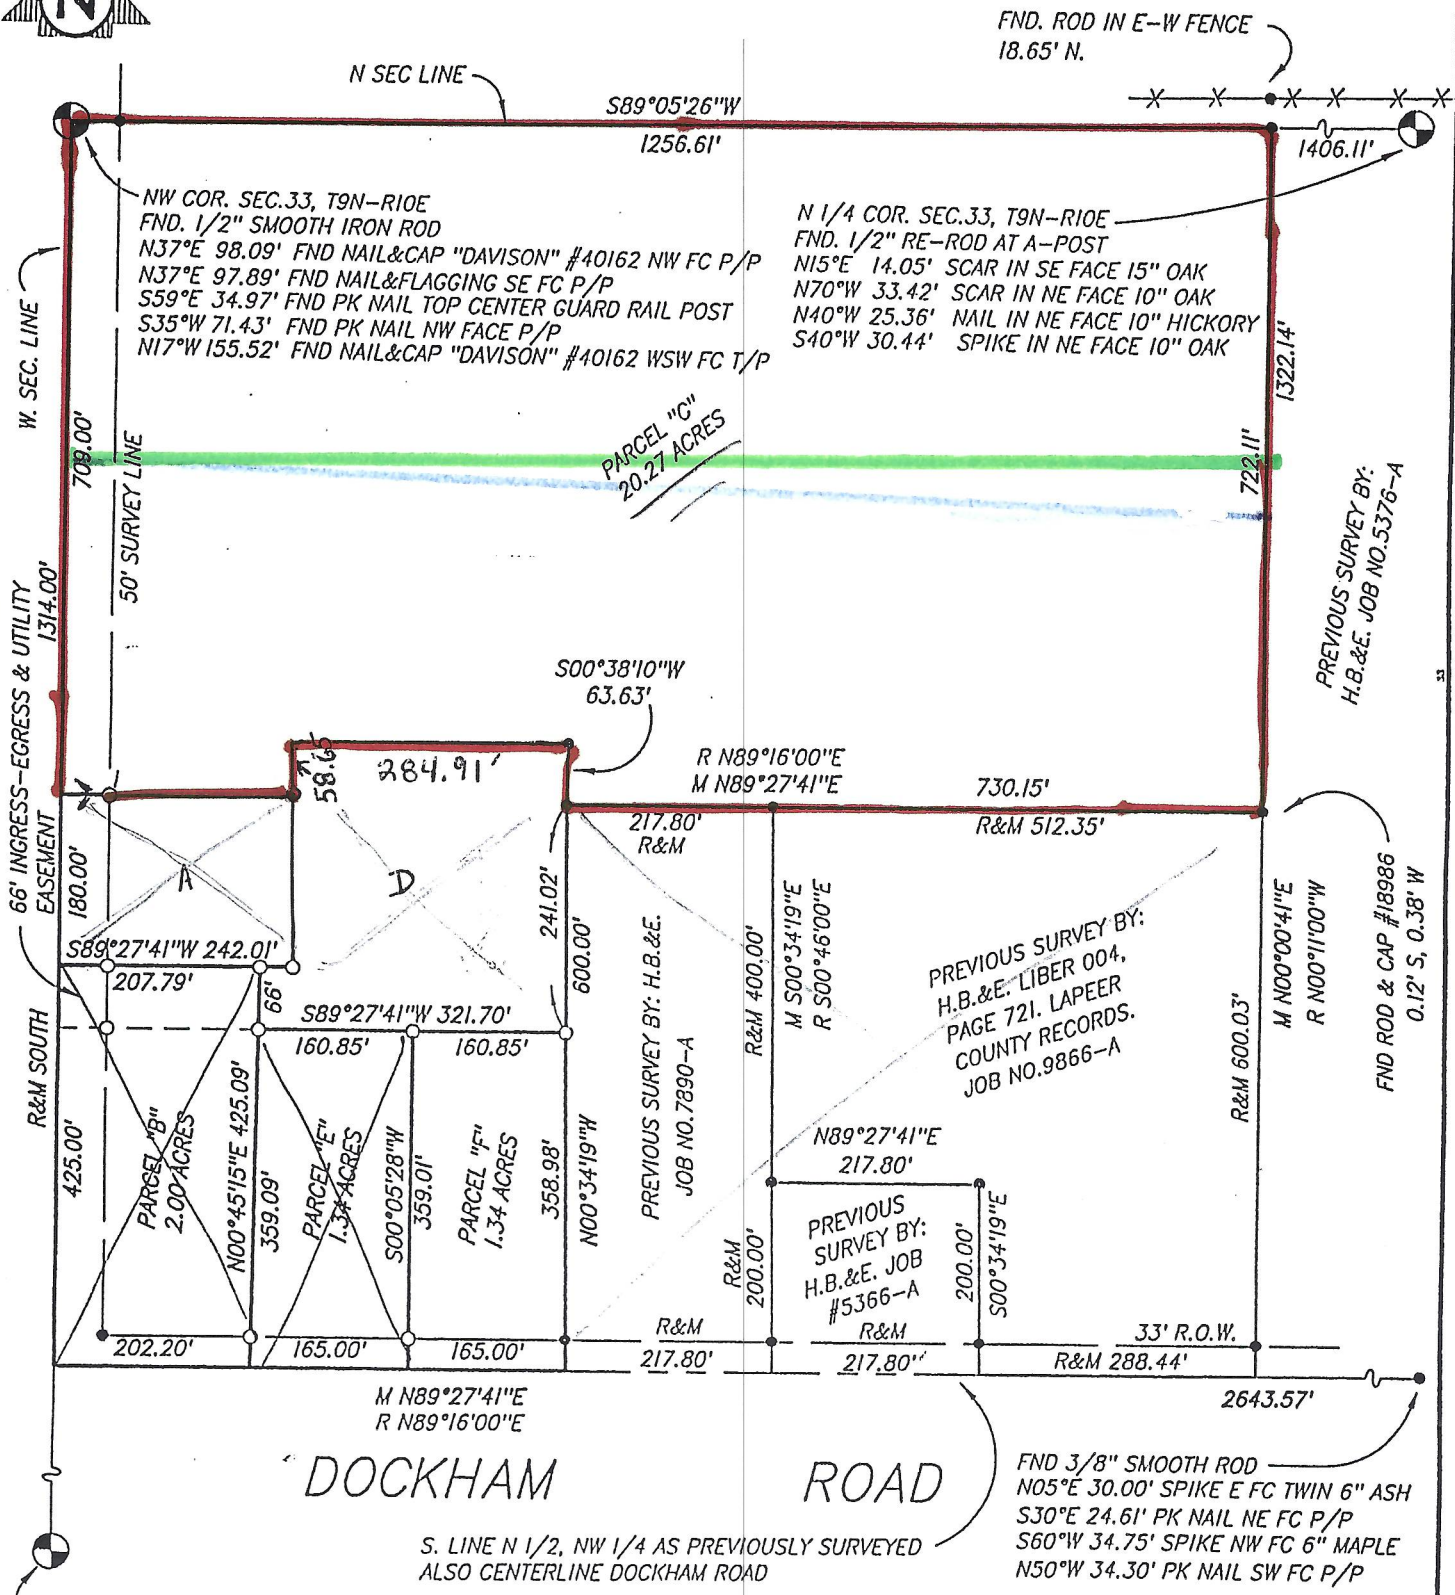 N
FND. ROD IN E-W FENCE
18.65' N.
N SEC LINE
S89°05'26"W
1256.61'
1406.11'
NW COR. SEC.33, T9N-R10E
FND. 1/2" SMOOTH IRON ROD
N37°E 98.09' FND NAIL&CAP "DAVISON" #40162 NW FC P/P
N37°E 97.89' FND NAIL&FLAGGING SE FC P/P
S59°E 34.97' FND PK NAIL TOP CENTER GUARD RAIL POST
S35°W 71.43' FND PK NAIL NW FACE P/P
N17°W 155.52' FND NAIL&CAP "DAVISON" #40162 WSW FC T/P
N 1/4 COR. SEC.33, T9N-R10E
FND. 1/2" RE-ROD AT A-POST
N15°E 14.05' SCAR IN SE FACE 15" OAK
N70°W 33.42' SCAR IN NE FACE 10" OAK
N40°W 25.36' NAIL IN NE FACE 10" HICKORY
S40°W 30.44' SPIKE IN NE FACE 10" OAK
W. SEC. LINE
709.00'
50' SURVEY LINE
1314.00'
PARCEL "C"
20.27 ACRES
1322.14'
722.11'
PREVIOUS SURVEY BY:
H.B.&E. JOB NO.5376-A
33
66' INGRESS-EGRESS & UTILITY
EASEMENT
S00°38'10"W
63.63'
58.65'
284.91'
R N89°16'00"E
M N89°27'41"E
730.15'
217.80'
R&M
R&M 512.35'
A
D
180.00'
241.02'
600.00'
S89°27'41"W 242.01'
207.79'
66'
S89°27'41"W 321.70'
160.85'
160.85'
R&M SOUTH
425.00'
PARCEL "B"
2.00 ACRES
N00°45'15"E 425.09'
359.09'
PARCEL "E"
1.34 ACRES
S00°05'28"W
359.01'
PARCEL "F"
1.34 ACRES
358.98'
N00°34'19"W
PREVIOUS SURVEY BY: H.B.&E.
JOB NO.7890-A
R&M 400.00'
M S00°34'19"E
R S00°46'00"E
PREVIOUS SURVEY BY:
H.B.&E. LIBER 004,
PAGE 721. LAPEER
COUNTY RECORDS.
JOB NO.9866-A
R&M 600.03'
M N00°00'41"E
R N00°11'00"W
FND ROD & CAP #18986
0.12' S, 0.38' W
N89°27'41"E
217.80'
R&M
200.00'
PREVIOUS
SURVEY BY:
H.B.&E. JOB
#5366-A
200.00'
S00°34'19"E
202.20'
165.00'
165.00'
R&M
217.80'
R&M
217.80'
33' R.O.W.
R&M 288.44'
2643.57'
M N89°27'41"E
R N89°16'00"E
DOCKHAM ROAD
S. LINE N 1/2, NW 1/4 AS PREVIOUSLY SURVEYED
ALSO CENTERLINE DOCKHAM ROAD
FND 3/8" SMOOTH ROD
N05°E 30.00' SPIKE E FC TWIN 6" ASH
S30°E 24.61' PK NAIL NE FC P/P
S60°W 34.75' SPIKE NW FC 6" MAPLE
N50°W 34.30' PK NAIL SW FC P/P